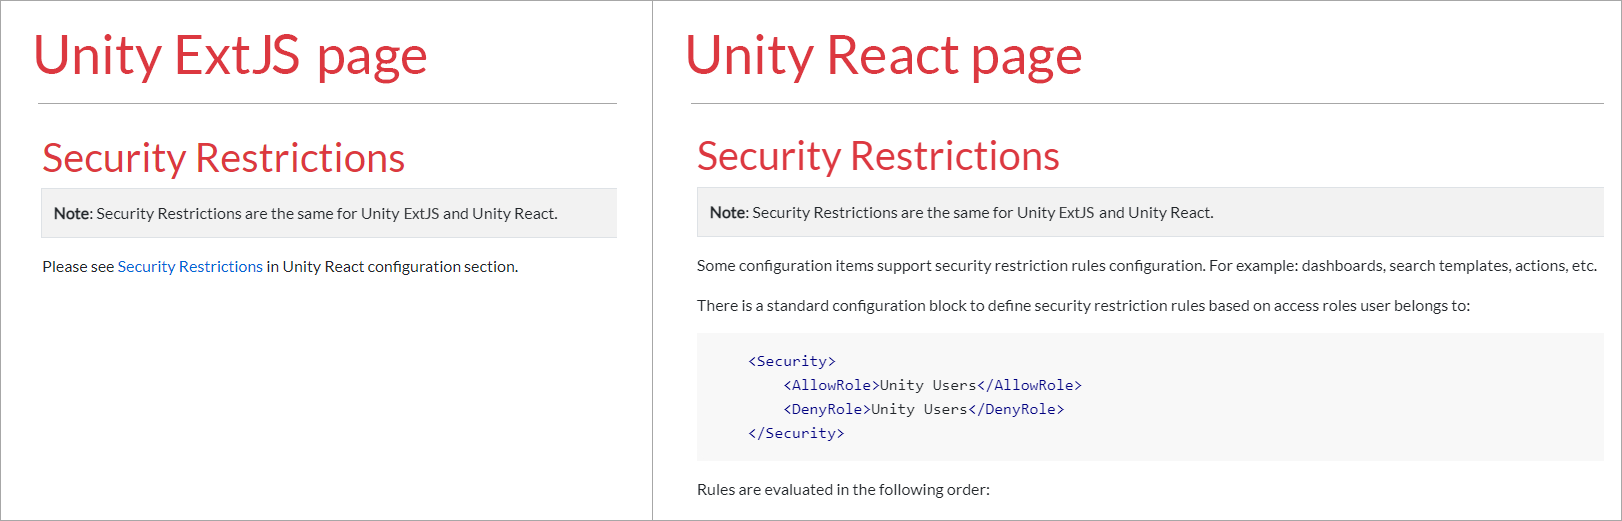 Unity ExtJS page
Security Restrictions
Note: Security Restrictions are the same for Unity ExtJS and Unity React.
Please see Security Restrictions in Unity React configuration section.
Unity React page
Security Restrictions
Note: Security Restrictions are the same for Unity ExtJS and Unity React.
Some configuration items support security restriction rules configuration. For example: dashboards, search templates, actions, etc.
There is a standard configuration block to define security restriction rules based on access roles user belongs to:
<Security>
    <AllowRole>Unity Users</AllowRole>
    <DenyRole>Unity Users</DenyRole>
</Security>
Rules are evaluated in the following order: